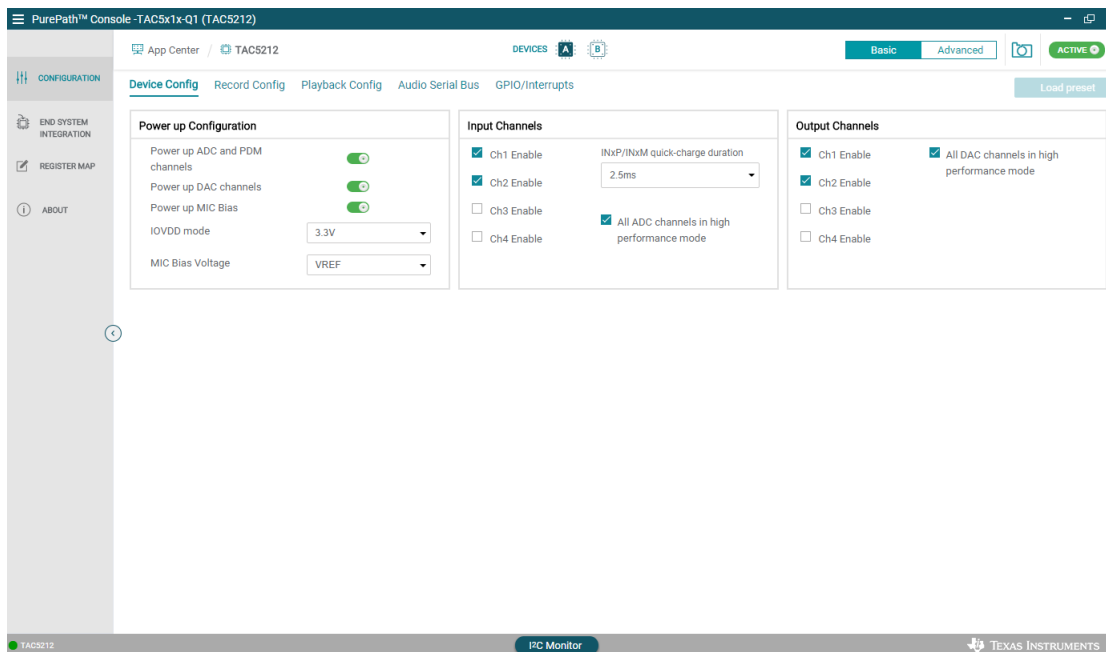 PurePath™ Console -TAC5x1x-Q1 (TAC5212)
App Center / TAC5212
DEVICES A B
Basic Advanced
ACTIVE
CONFIGURATION
END SYSTEM
INTEGRATION
REGISTER MAP
ABOUT
Device Config Record Config Playback Config Audio Serial Bus GPIO/Interrupts
Load preset
Power up Configuration
Power up ADC and PDM
channels
Power up DAC channels
Power up MIC Bias
IOVDD mode 3.3V
MIC Bias Voltage VREF
Input Channels
Ch1 Enable
Ch2 Enable
Ch3 Enable
Ch4 Enable
INxP/INxM quick-charge duration
2.5ms
All ADC channels in high
performance mode
Output Channels
Ch1 Enable
Ch2 Enable
Ch3 Enable
Ch4 Enable
All DAC channels in high
performance mode
TAC5212
I²C Monitor
TEXAS INSTRUMENTS